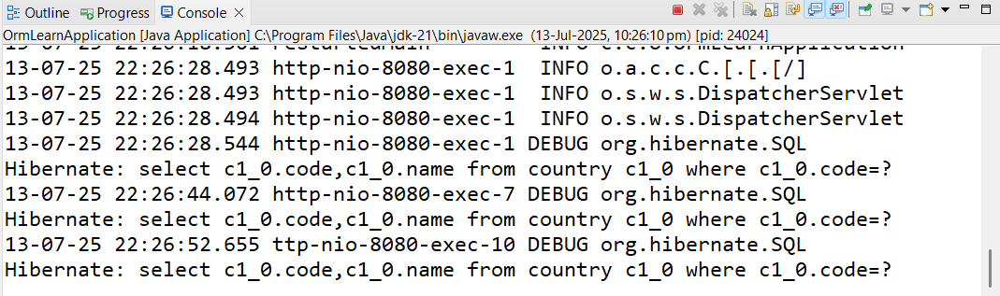 Declaration Progress Console
OrmLearnApplication [Java Application] C:\Program Files\Java\jdk-21\bin\javaw.exe (13-Jul-2025, 10:26:10 pm) [pid: 24024]
13-07-25 22:26:28.493 http-nio-8080-exec-1  INFO o.a.c.c.C.[.[.[/]
13-07-25 22:26:28.493 http-nio-8080-exec-1  INFO o.s.w.s.DispatcherServlet
13-07-25 22:26:28.494 http-nio-8080-exec-1  INFO o.s.w.s.DispatcherServlet
13-07-25 22:26:28.544 http-nio-8080-exec-1 DEBUG org.hibernate.SQL
Hibernate: select c1_0.code,c1_0.name from country c1_0 where c1_0.code=?
13-07-25 22:26:44.072 http-nio-8080-exec-7 DEBUG org.hibernate.SQL
Hibernate: select c1_0.code,c1_0.name from country c1_0 where c1_0.code=?
13-07-25 22:26:52.655 ttp-nio-8080-exec-10 DEBUG org.hibernate.SQL
Hibernate: select c1_0.code,c1_0.name from country c1_0 where c1_0.code=?